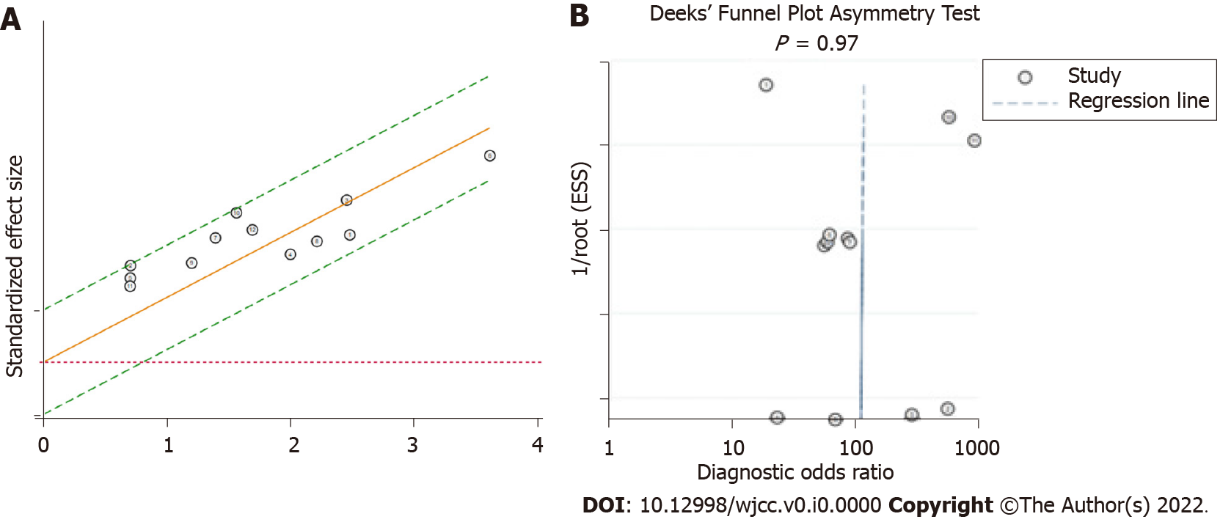 A
Standardized effect size
0 1 2 3 4
B
Deeks’ Funnel Plot Asymmetry Test
P = 0.97
Study
Regression line
1/root (ESS)
1 10 100 1000
Diagnostic odds ratio
DOI: 10.12998/wjcc.v0.i0.0000 Copyright ©The Author(s) 2022.